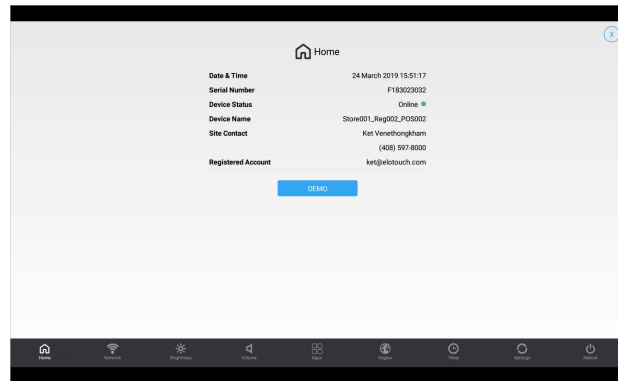 X
Home
Date & Time 24 March 2019 15:51:17
Serial Number F183023032
Device Status Online
Device Name Store001_Reg002_POS002
Site Contact Ket Venethongkham
(408) 597-8000
Registered Account ket@elotouch.com
DEMO
Home Network Brightness Volume Apps Region Timer Settings Reboot